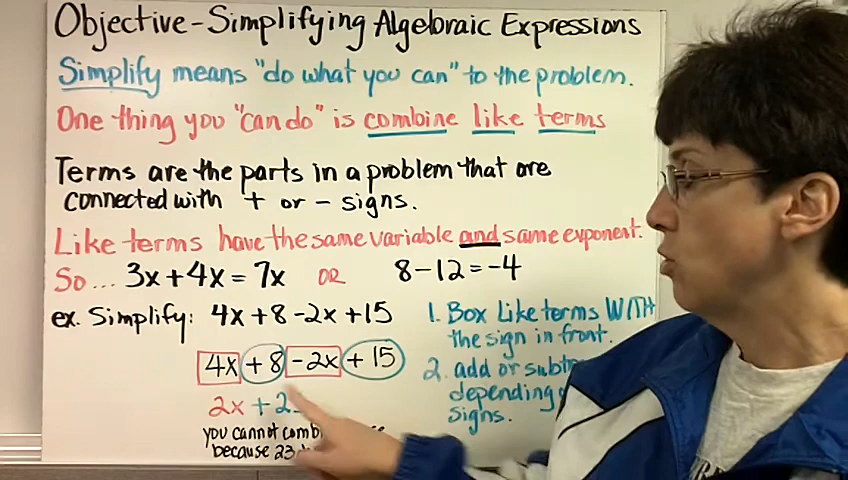 Objective-Simplifying Algebraic Expressions
Simplify means "do what you can" to the problem.
One thing you "can do" is combine like terms
Terms are the parts in a problem that are
connected with + or - signs.
Like terms have the same variable and same exponent.
So... 3x+4x=7x OR 8-12=-4
ex. Simplify: 4x+8-2x+15
4x +8 -2x +15
2x +2
you cannot
because 23
1. Box Like terms WITH
the sign in front.
2. add or
depending
signs.